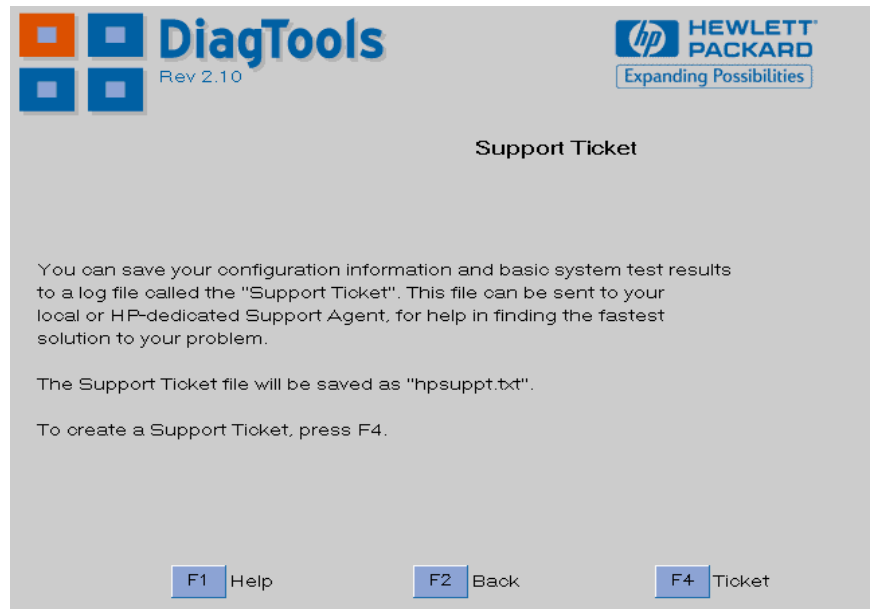 DiagTools
Rev 2.10
hp HEWLETT®
PACKARD
Expanding Possibilities
Support Ticket
You can save your configuration information and basic system test results
to a log file called the "Support Ticket". This file can be sent to your
local or HP-dedicated Support Agent, for help in finding the fastest
solution to your problem.
The Support Ticket file will be saved as "hpsuppt.txt".
To create a Support Ticket, press F4.
F1 Help F2 Back F4 Ticket